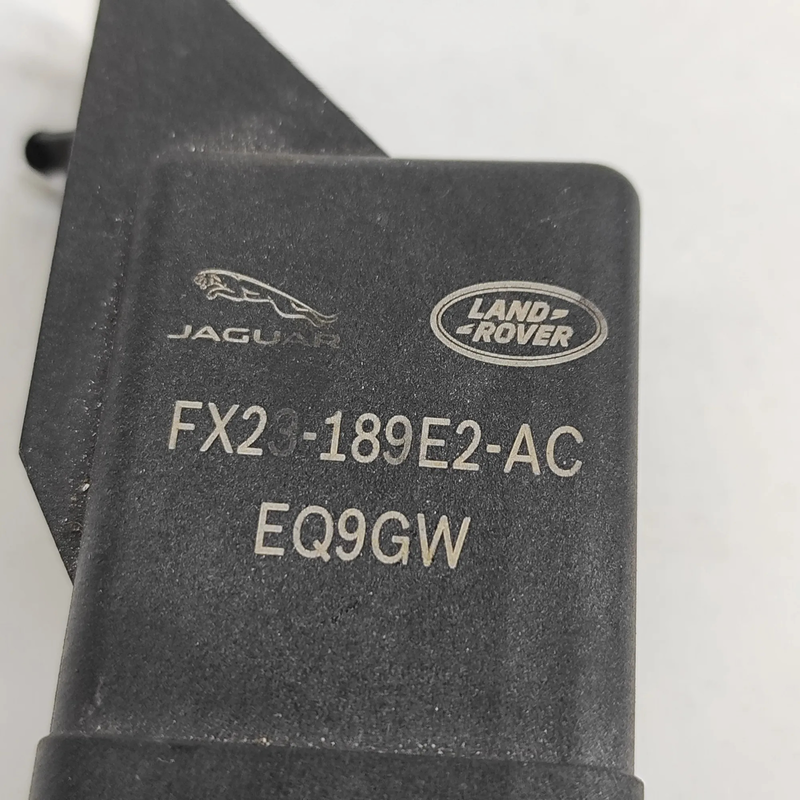 JAGUAR
LAND
ROVER
FX23-189E2-AC
EQ9GW